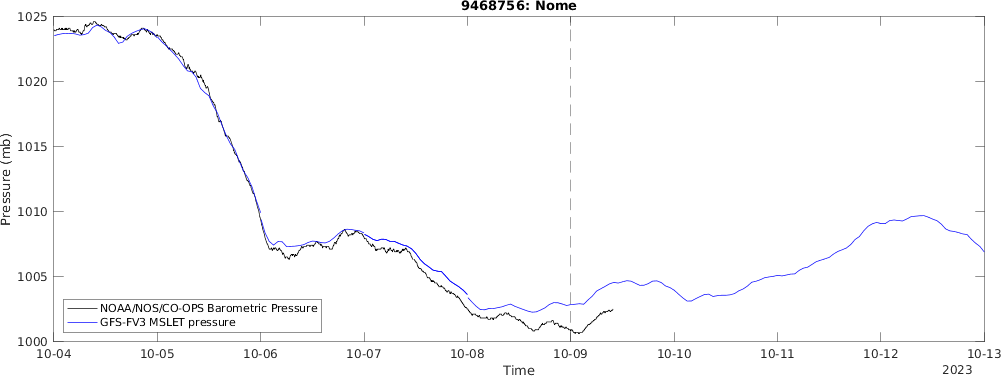 9468756: Nome
1025
1020
1015
1010
1005
1000
Pressure (mb)
NOAA/NOS/CO-OPS Barometric Pressure
GFS-FV3 MSLET pressure
10-04 10-05 10-06 10-07 10-08 10-09 10-10 10-11 10-12 10-13
Time
2023